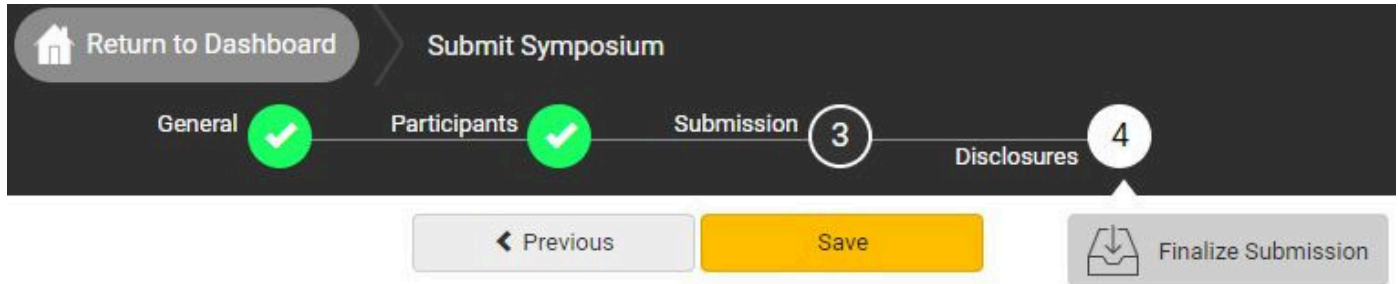 Return to Dashboard Submit Symposium
General Participants Submission 3 Disclosures 4
Previous Save Finalize Submission